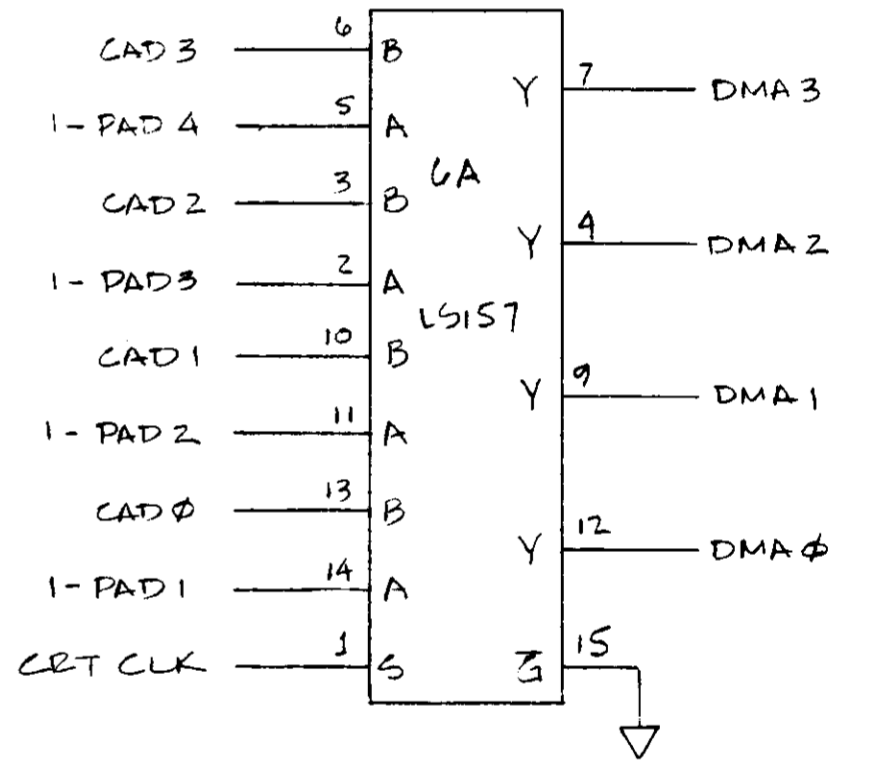 CAD 3 6 B
Y 7 DMA 3
1-PAD 4 5 A
6A
CAD 2 3 B
Y 4 DMA 2
1-PAD 3 2 A
LS157
CAD 1 10 B
Y 9 DMA 1
1-PAD 2 11 A
CAD Ø 13 B
Y 12 DMA Ø
1-PAD 1 14 A
CRT CLK 1 S G̅ 15